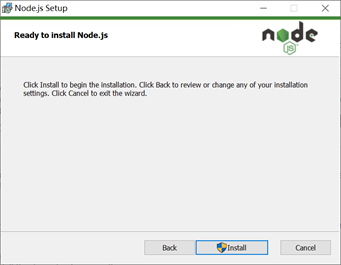 Node.js Setup
Ready to install Node.js
node
JS
Click Install to begin the installation. Click Back to review or change any of your installation
settings. Click Cancel to exit the wizard.
Back
Install
Cancel